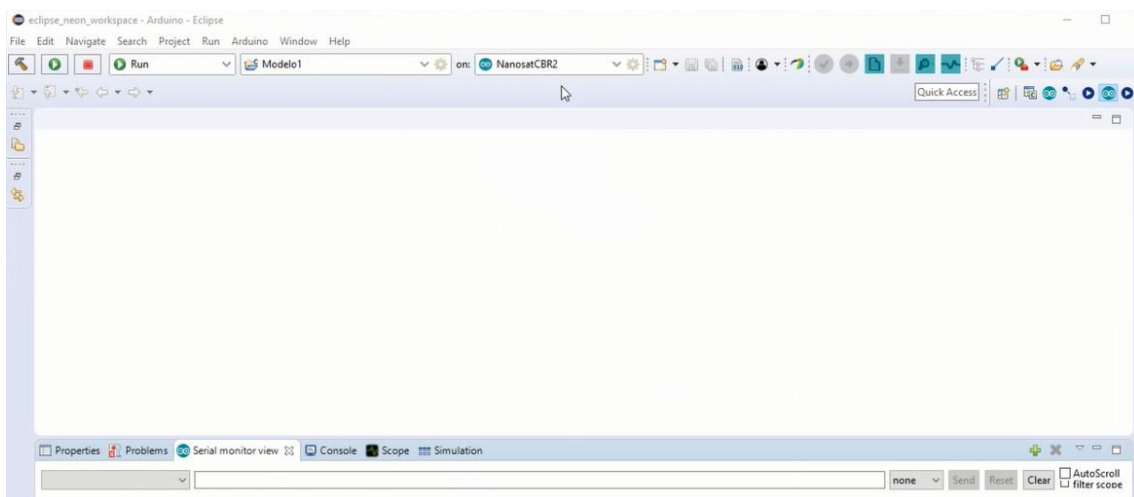 eclipse_neon_workspace - Arduino - Eclipse
File Edit Navigate Search Project Run Arduino Window Help
Run Modelo1 on: NanosatCBR2
Quick Access
Properties Problems Serial monitor view Console Scope Simulation
AutoScroll
none Send Reset Clear
filter scope